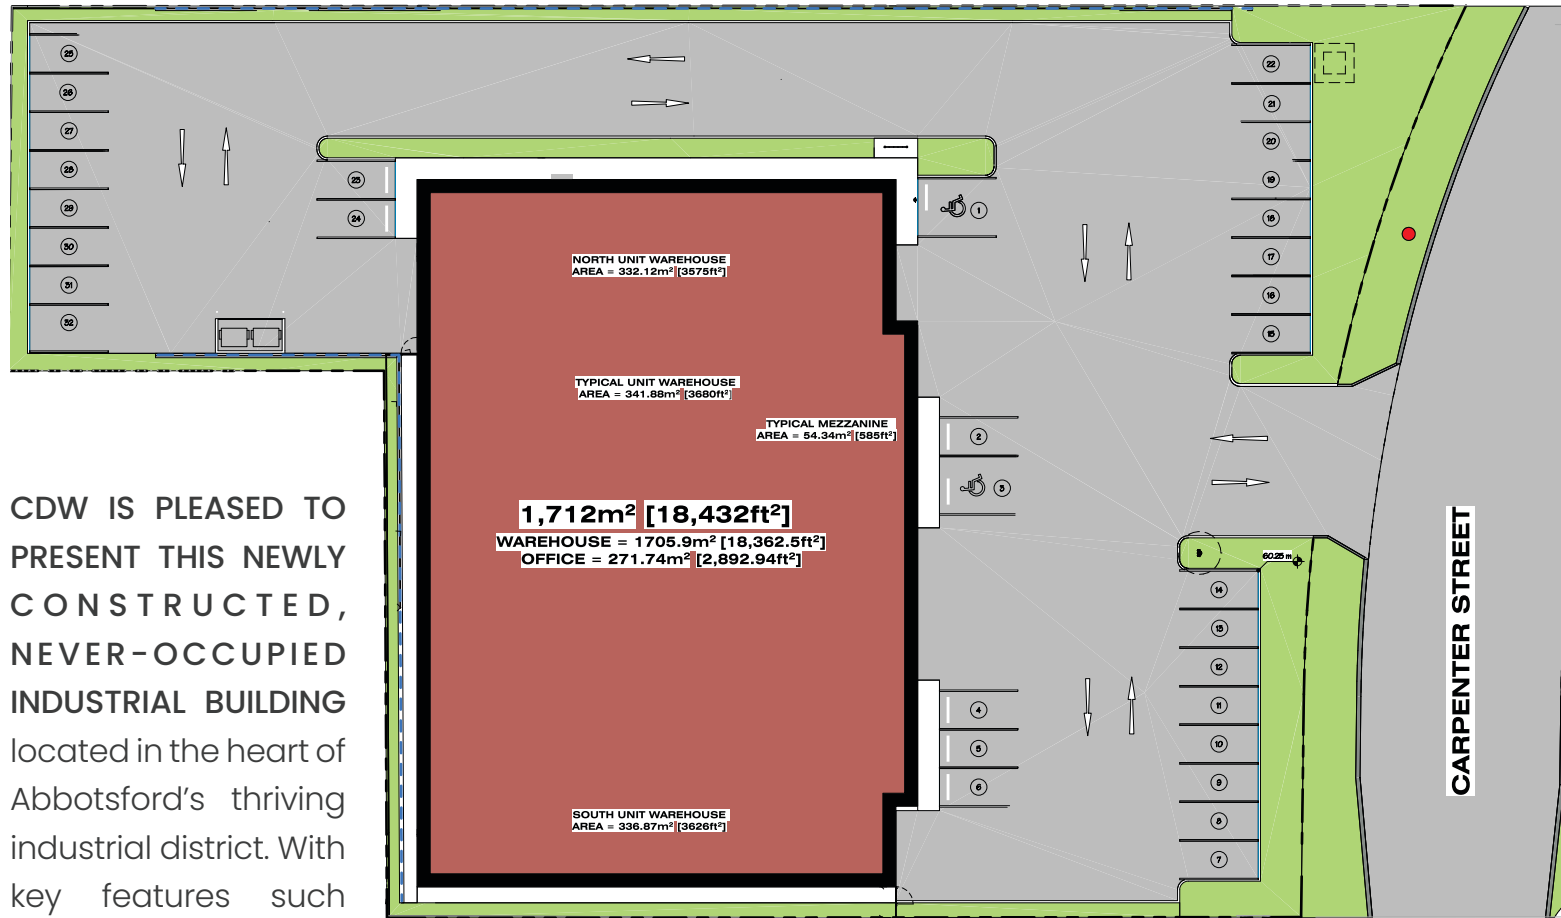 25
26
27
28
29
30
31
32
23
24
1
22
21
20
19
18
17
16
15
NORTH UNIT WAREHOUSE
AREA = 332.12m² [3575ft²]
TYPICAL UNIT WAREHOUSE
AREA = 341.88m² [3680ft²]
TYPICAL MEZZANINE
AREA = 54.34m² [585ft²]
2
3
1,712m² [18,432ft²]
WAREHOUSE = 1705.9m² [18,362.5ft²]
OFFICE = 271.74m² [2,892.94ft²]
60.25 m
14
13
12
11
10
9
8
7
4
5
6
SOUTH UNIT WAREHOUSE
AREA = 336.87m² [3626ft²]
CARPENTER STREET
CDW IS PLEASED TO
PRESENT THIS NEWLY
CONSTRUCTED,
NEVER-OCCUPIED
INDUSTRIAL BUILDING
located in the heart of
Abbotsford's thriving
industrial district. With
key features such